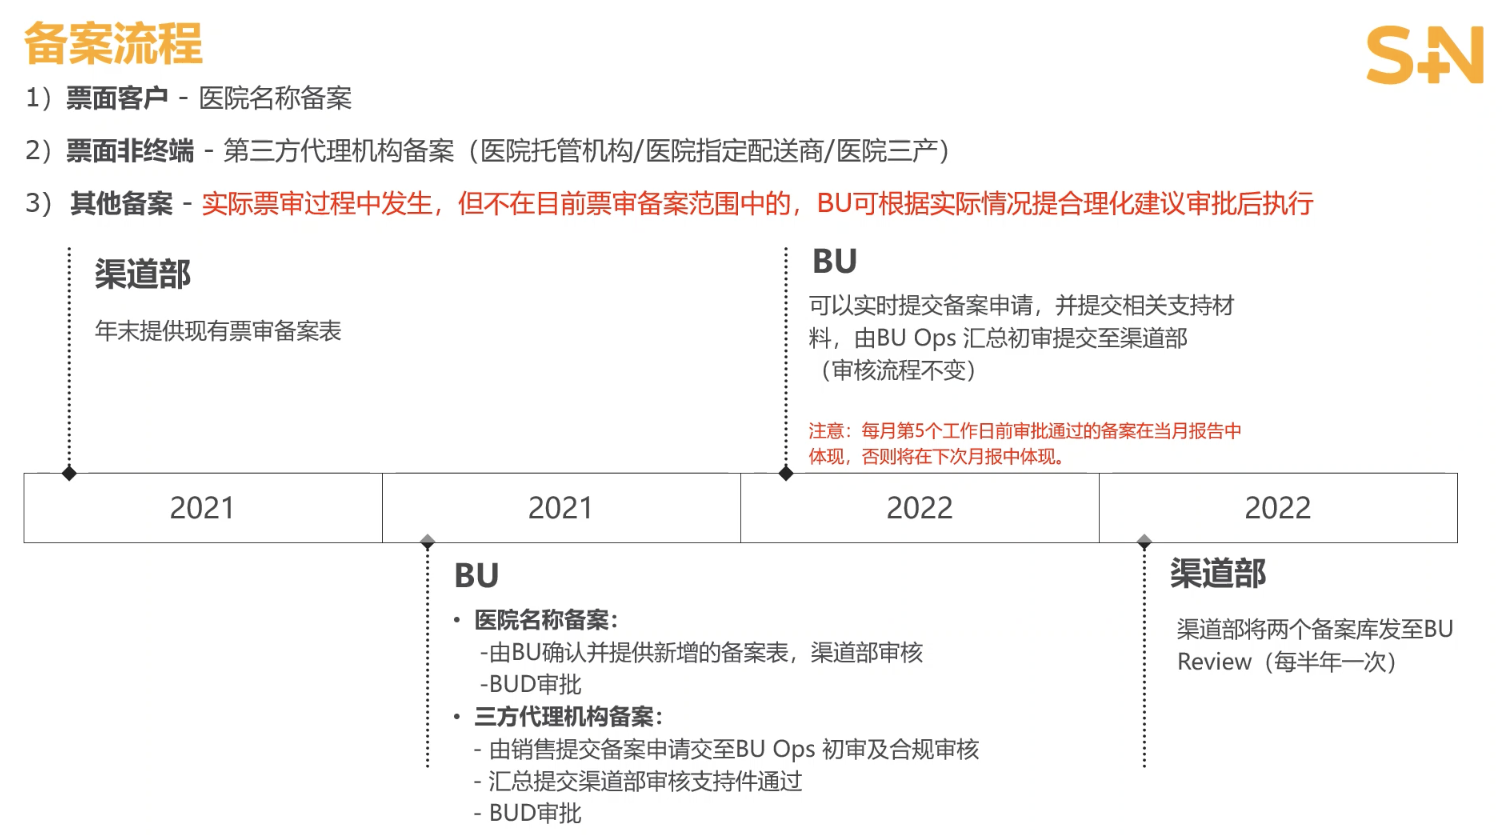 备案流程
S+N
1）票面客户 - 医院名称备案
2）票面非终端 - 第三方代理机构备案（医院托管机构/医院指定配送商/医院三产）
3）其他备案 - 实际票审过程中发生，但不在目前票审备案范围中的，BU可根据实际情况提合理化建议审批后执行
渠道部
年末提供现有票审备案表
BU
可以实时提交备案申请，并提交相关支持材
料，由BU Ops 汇总初审提交至渠道部
（审核流程不变）
注意：每月第5个工作日前审批通过的备案在当月报告中
体现，否则将在下次月报中体现。
2021
2021
2022
2022
BU
• 医院名称备案：
-由BU确认并提供新增的备案表，渠道部审核
-BUD审批
• 三方代理机构备案：
- 由销售提交备案申请交至BU Ops 初审及合规审核
- 汇总提交渠道部审核支持件通过
- BUD审批
渠道部
渠道部将两个备案库发至BU
Review（每半年一次）